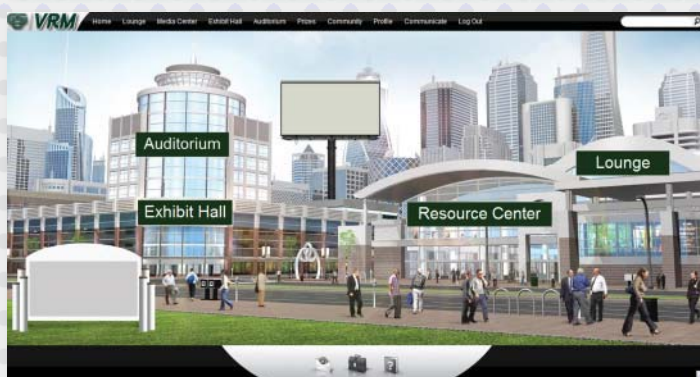 VRM Home Lounge Media Center Exhibit Hall Auditorium Prizes Community Profile Communicate Log Out
Auditorium
Lounge
Exhibit Hall
Resource Center
?